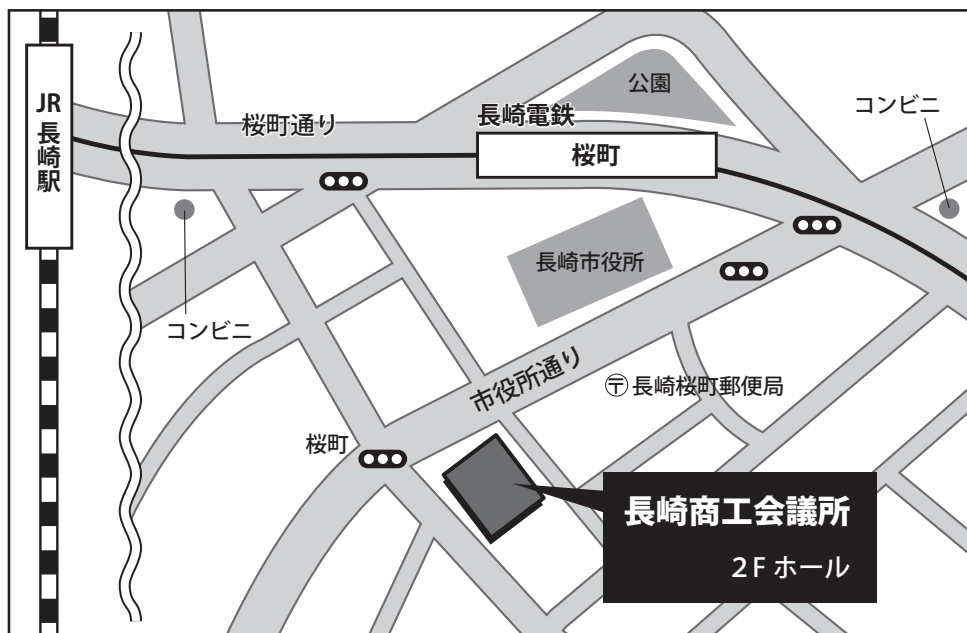 JR長崎駅
桜町通り
長崎電鉄
桜町
公園
コンビニ
長崎市役所
コンビニ
市役所通り
〒長崎桜町郵便局
桜町
長崎商工会議所
2F ホール